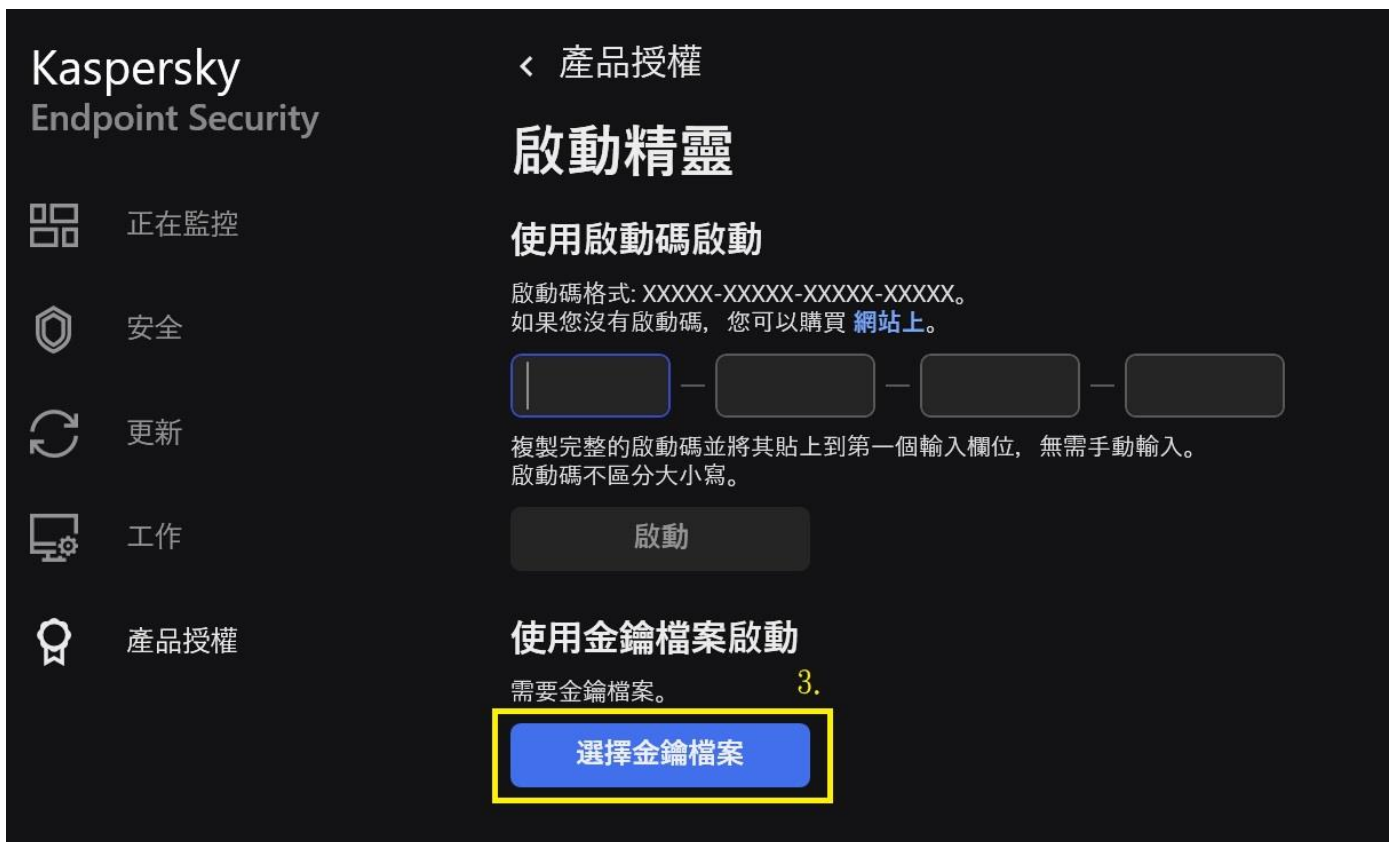 Kaspersky
Endpoint Security
正在監控
安全
更新
工作
產品授權
‹ 產品授權
啟動精靈
使用啟動碼啟動
啟動碼格式: XXXXX-XXXXX-XXXXX-XXXXX。
如果您沒有啟動碼, 您可以購買 網站上。
複製完整的啟動碼並將其貼上到第一個輸入欄位, 無需手動輸入。
啟動碼不區分大小寫。
啟動
使用金鑰檔案啟動
需要金鑰檔案。
3.
選擇金鑰檔案